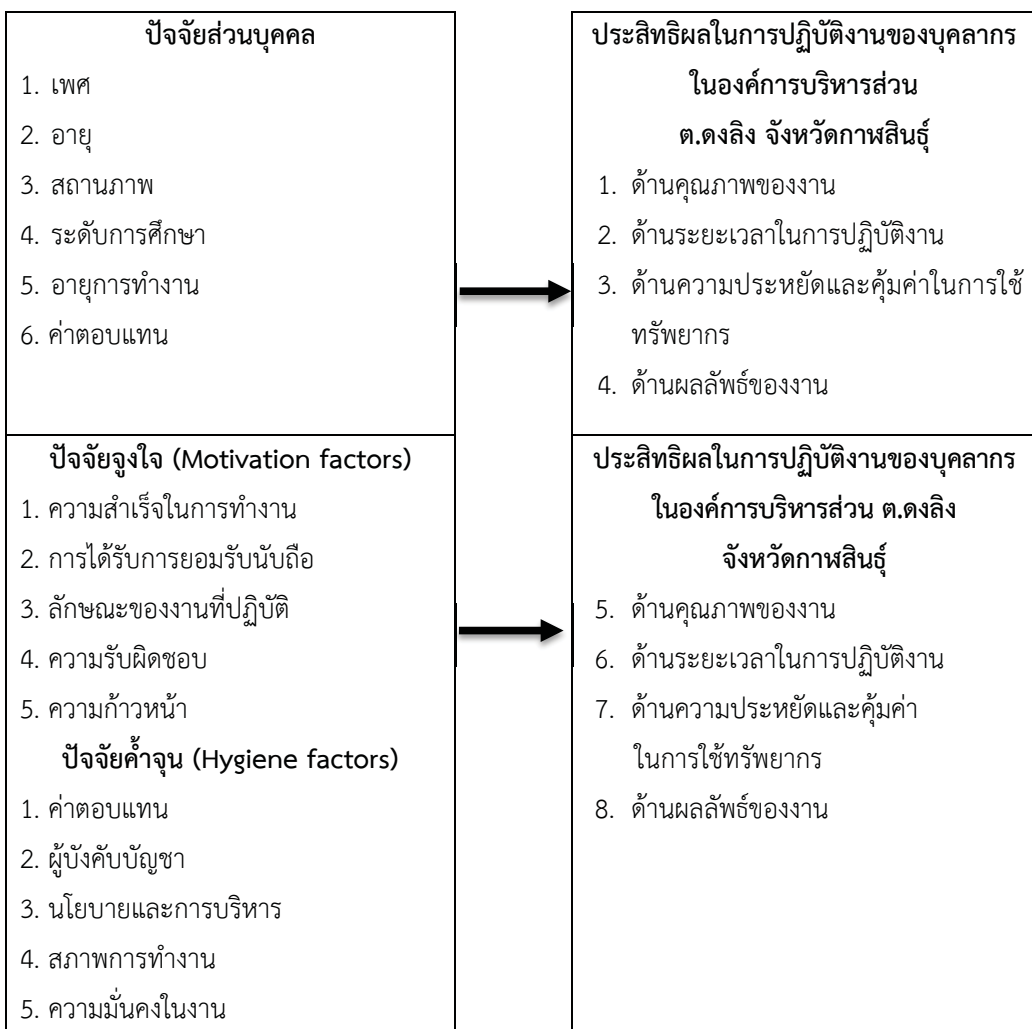 ปัจจัยส่วนบุคคล
1. เพศ
2. อายุ
3. สถานภาพ
4. ระดับการศึกษา
5. อายุการทำงาน
6. ค่าตอบแทน
ประสิทธิผลในการปฏิบัติงานของบุคลากร
ในองค์การบริหารส่วน
ต.ดงลิง จังหวัดกาฬสินธุ์
1. ด้านคุณภาพของงาน
2. ด้านระยะเวลาในการปฏิบัติงาน
3. ด้านความประหยัดและคุ้มค่าในการใช้
ทรัพยากร
4. ด้านผลลัพธ์ของงาน
ปัจจัยจูงใจ (Motivation factors)
1. ความสำเร็จในการทำงาน
2. การได้รับการยอมรับนับถือ
3. ลักษณะของงานที่ปฏิบัติ
4. ความรับผิดชอบ
5. ความก้าวหน้า
ปัจจัยค้ำจุน (Hygiene factors)
1. ค่าตอบแทน
2. ผู้บังคับบัญชา
3. นโยบายและการบริหาร
4. สภาพการทำงาน
5. ความมั่นคงในงาน
ประสิทธิผลในการปฏิบัติงานของบุคลากร
ในองค์การบริหารส่วน ต.ดงลิง
จังหวัดกาฬสินธุ์
5. ด้านคุณภาพของงาน
6. ด้านระยะเวลาในการปฏิบัติงาน
7. ด้านความประหยัดและคุ้มค่า
ในการใช้ทรัพยากร
8. ด้านผลลัพธ์ของงาน